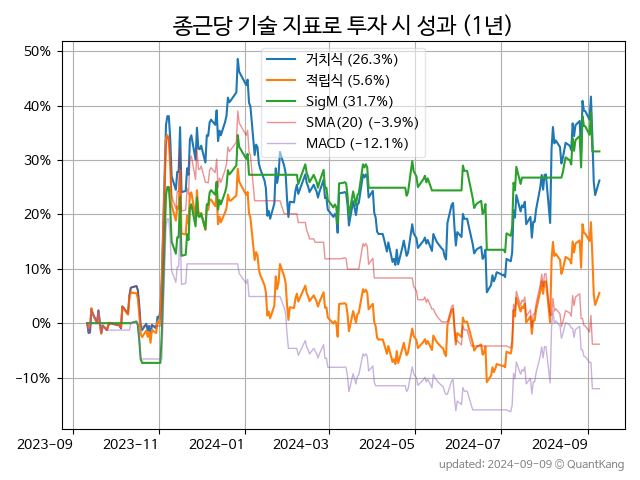 종근당 기술 지표로 투자 시 성과 (1년)
50%
40%
30%
20%
10%
0%
−10%
거치식 (26.3%)
적립식 (5.6%)
SigM (31.7%)
SMA(20) (−3.9%)
MACD (−12.1%)
2023-09
2023-11
2024-01
2024-03
2024-05
2024-07
2024-09
updated: 2024-09-09 © QuantKang